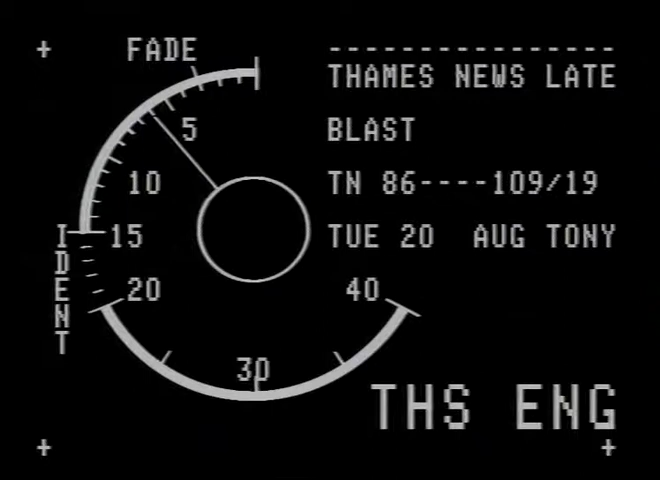 FADE
5
10
15
20
30
40
IDENT
----------------
THAMES NEWS LATE
BLAST
TN 86----109/19
TUE 20  AUG TONY
THS ENG